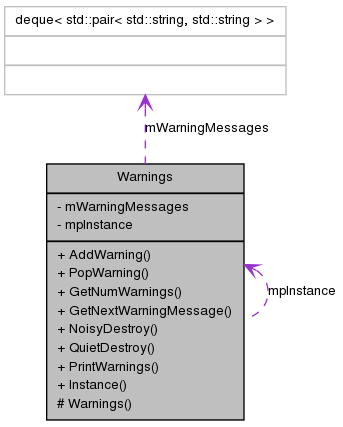 deque< std::pair< std::string, std::string > >
mWarningMessages
Warnings
- mWarningMessages
- mpInstance
+ AddWarning()
+ PopWarning()
+ GetNumWarnings()
+ GetNextWarningMessage()
+ NoisyDestroy()
+ QuietDestroy()
+ PrintWarnings()
+ Instance()
# Warnings()
mpInstance